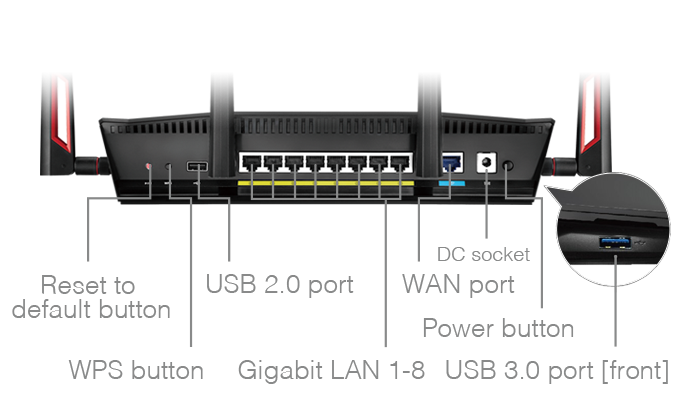 DC socket
Reset to
default button
USB 2.0 port
WAN port
Power button
WPS button
Gigabit LAN 1-8
USB 3.0 port [front]